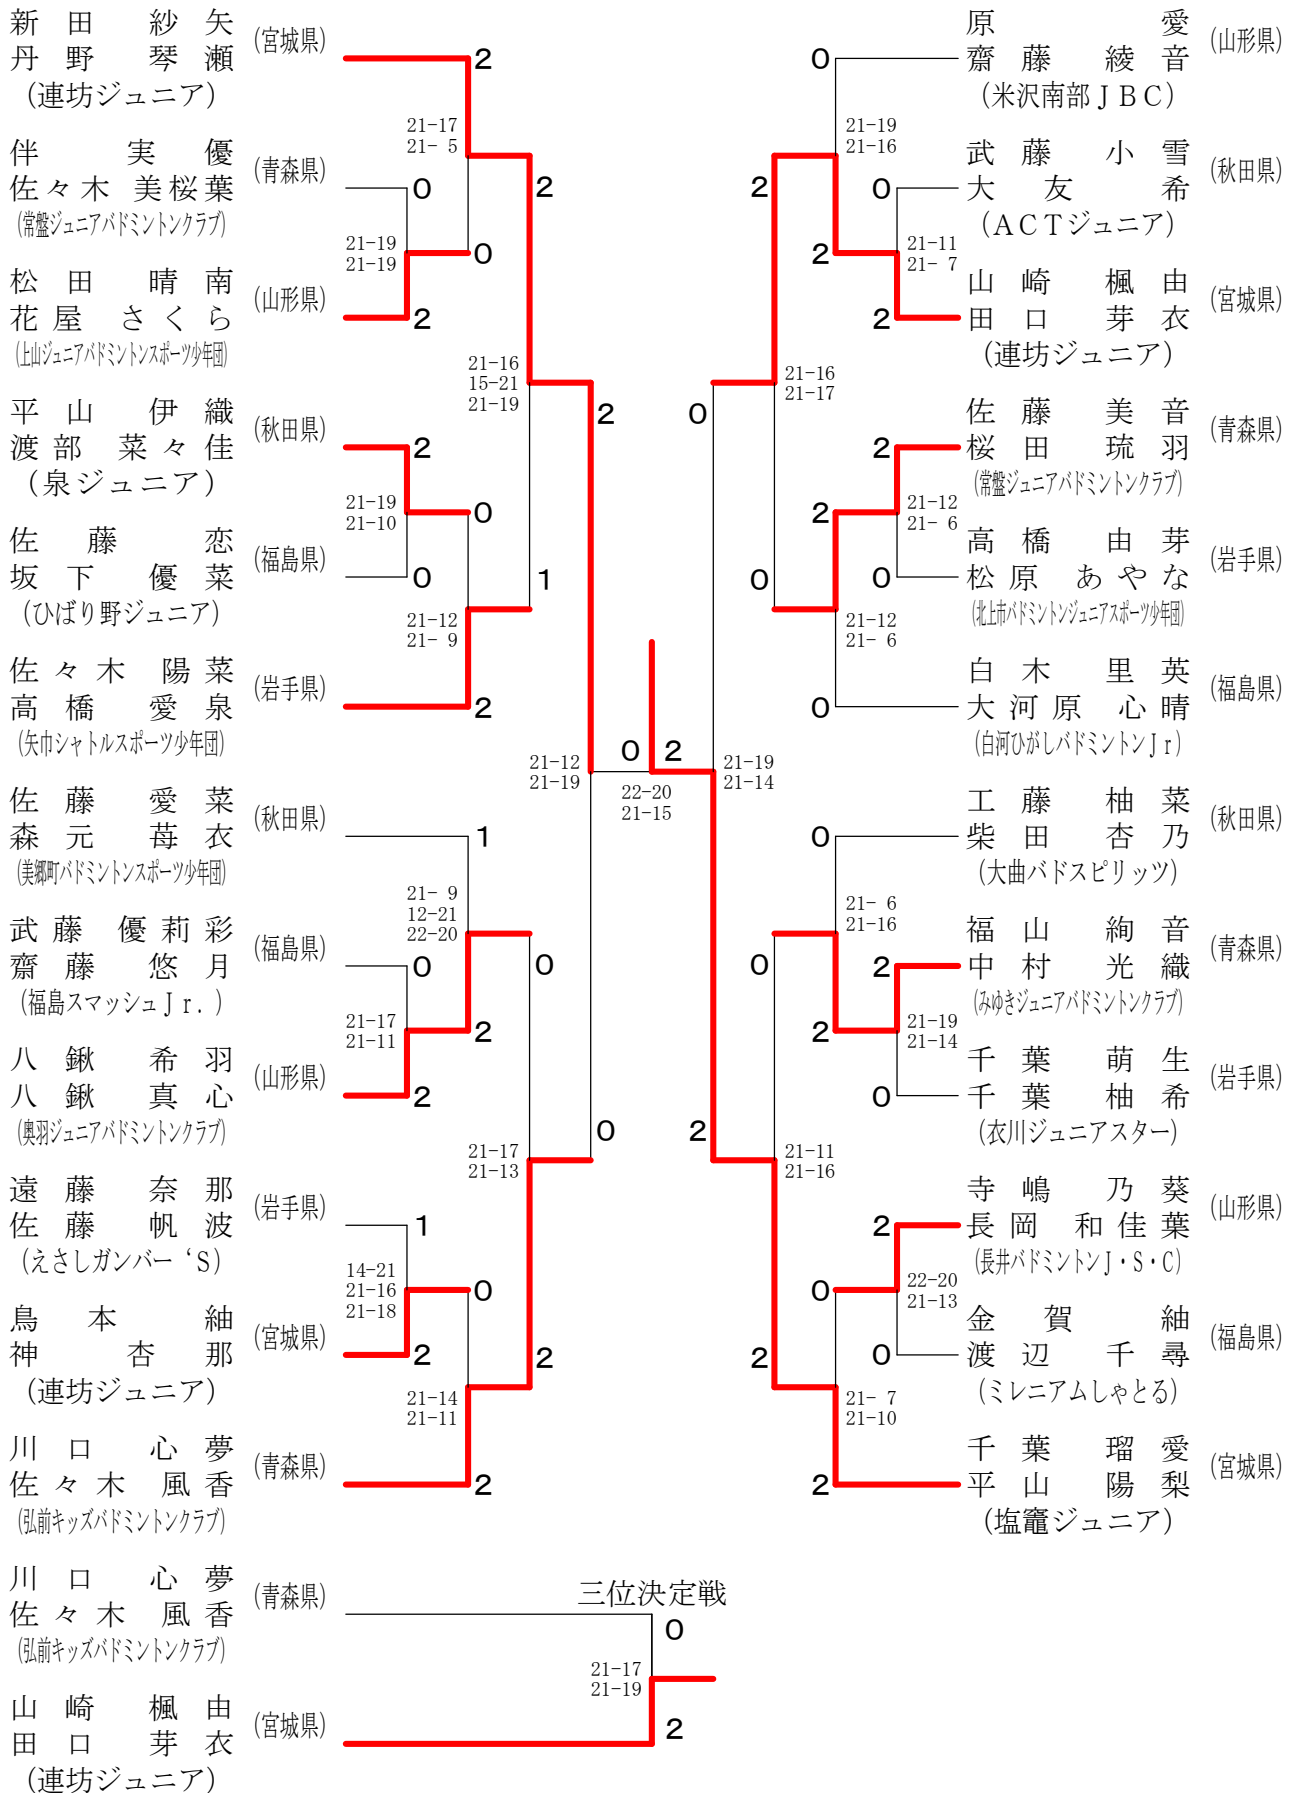 新田 紗矢
丹野 琴瀬
(宮城県)
(連坊ジュニア)
2
21-17
21- 5
伴 実優
佐々木 美桜葉
(青森県)
(常盤ジュニアバドミントンクラブ)
0
2
21-19
21-19
0
松田 晴南
花屋 さくら
(山形県)
(上山ジュニアバドミントンスポーツ少年団)
2
21-16
15-21
21-19
2
平山 伊織
渡部 菜々佳
(秋田県)
(泉ジュニア)
2
21-19
21-10
0
佐藤 恋
坂下 優菜
(福島県)
(ひばり野ジュニア)
0
1
21-12
21- 9
佐々木 陽菜
高橋 愛泉
(岩手県)
(矢巾シャトルスポーツ少年団)
2
21-12
21-19
佐藤 愛菜
森元 苺衣
(秋田県)
(美郷町バドミントンスポーツ少年団)
1
21- 9
12-21
22-20
武藤 優莉彩
齋藤 悠月
(福島県)
(福島スマッシュJr.)
0
0
21-17
21-11
2
八鍬 希羽
八鍬 真心
(山形県)
(奥羽ジュニアバドミントンクラブ)
2
0
21-17
21-13
遠藤 奈那
佐藤 帆波
(岩手県)
(えさしガンバー‘S)
1
14-21
21-16
21-18
0
鳥本 紬
神 杏那
(宮城県)
(連坊ジュニア)
2
2
21-14
21-11
川口 心夢
佐々木 風香
(青森県)
(弘前キッズバドミントンクラブ)
2
0 2
22-20
21-15
原 愛
齋藤 綾音
(山形県)
(米沢南部JBC)
0
21-19
21-16
武藤 小雪
大友 希
(秋田県)
(ACTジュニア)
0
2
21-11
21- 7
2
山崎 楓由
田口 芽衣
(宮城県)
(連坊ジュニア)
2
21-16
21-17
0
佐藤 美音
桜田 琉羽
(青森県)
(常盤ジュニアバドミントンクラブ)
2
21-12
21- 6
2
高橋 由芽
松原 あやな
(岩手県)
(北上市バドミントンジュニアスポーツ少年団)
0
0
21-12
21- 6
白木 里英
大河原 心晴
(福島県)
(白河ひがしバドミントンJr)
0
21-19
21-14
工藤 柚菜
柴田 杏乃
(秋田県)
(大曲バドスピリッツ)
0
21- 6
21-16
福山 絢音
中村 光織
(青森県)
(みゆきジュニアバドミントンクラブ)
2
0
21-19
21-14
2
千葉 萌生
千葉 柚希
(岩手県)
(衣川ジュニアスター)
0
2
21-11
21-16
寺嶋 乃葵
長岡 和佳葉
(山形県)
(長井バドミントンJ・S・C)
2
22-20
21-13
0
金賀 紬
渡辺 千尋
(福島県)
(ミレニアムしゃとる)
0
2
21- 7
21-10
千葉 瑠愛
平山 陽梨
(宮城県)
(塩竈ジュニア)
2
三位決定戦
川口 心夢
佐々木 風香
(青森県)
(弘前キッズバドミントンクラブ)
0
21-17
21-19
山崎 楓由
田口 芽衣
(宮城県)
(連坊ジュニア)
2